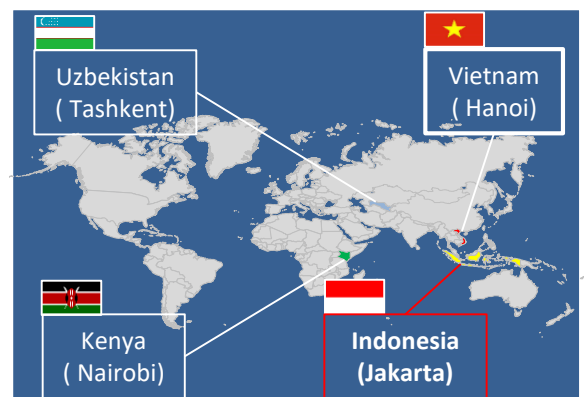 Uzbekistan
( Tashkent)
Vietnam
( Hanoi)
Kenya
( Nairobi)
Indonesia
(Jakarta)